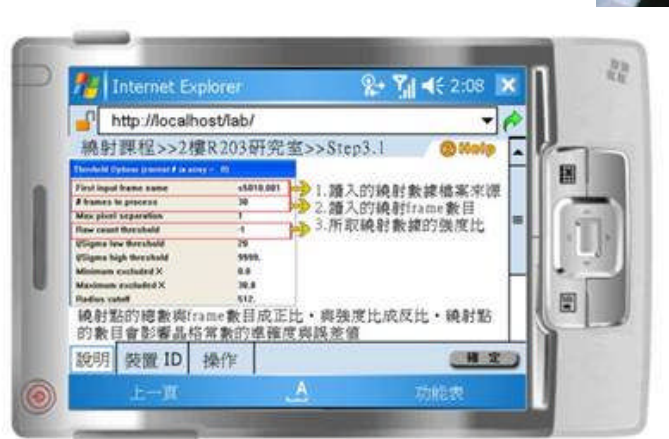 Internet Explorer 2:08
http://localhost/lab/
繞射課程>>2樓R203研究室>>Step3.1 Help
Threshold Options (current # in array = 0)
First input frame name s5010.001
# frames to process 30
Max pixel separation 1
Raw count threshold -1
I/Sigma low threshold 20
I/Sigma high threshold 9999.
Minimum excluded X 0.0
Maximum excluded X 30.0
Radius cutoff 512.
1.讀入的繞射數據檔案來源
2.讀入的繞射frame數目
3.所取繞射數據的強度比
繞射點的總數與frame數目成正比，與強度比成反比，繞射點
的數目會影響晶格常數的準確度與誤差值
說明 裝置 ID 操作 確 定
上一頁 A 功能表